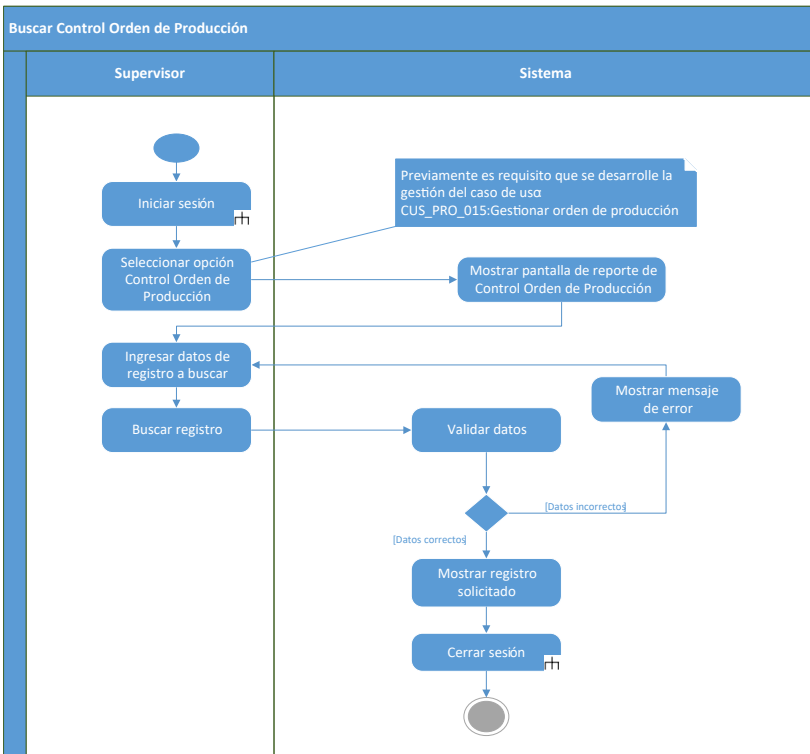 Buscar Control Orden de Producción
Supervisor
Sistema
Previamente es requisito que se desarrolle la
gestión del caso de uso:
CUS_PRO_015:Gestionar orden de producción
Iniciar sesión
Seleccionar opción
Control Orden de
Producción
Mostrar pantalla de reporte de
Control Orden de Producción
Ingresar datos de
registro a buscar
Mostrar mensaje
de error
Buscar registro
Validar datos
[Datos incorrectos]
[Datos correctos]
Mostrar registro
solicitado
Cerrar sesión